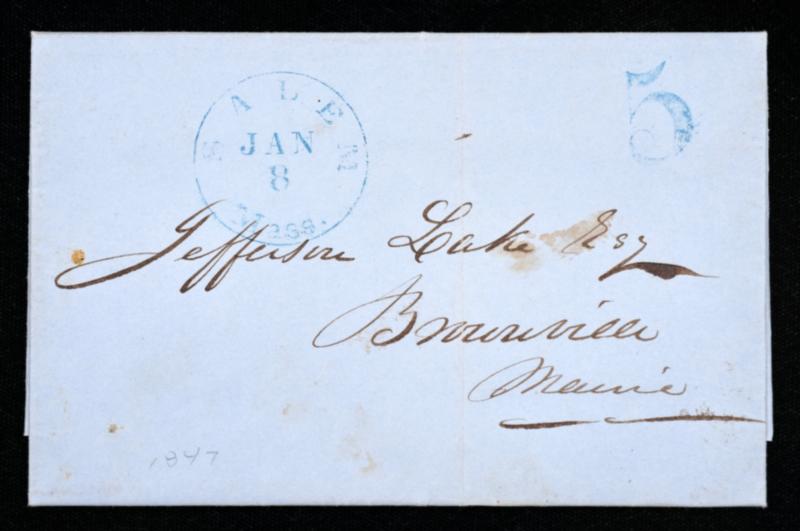 SALEM
JAN
8
Mass.
5
Jefferson Lake Esq
Brownville
Maine
1847